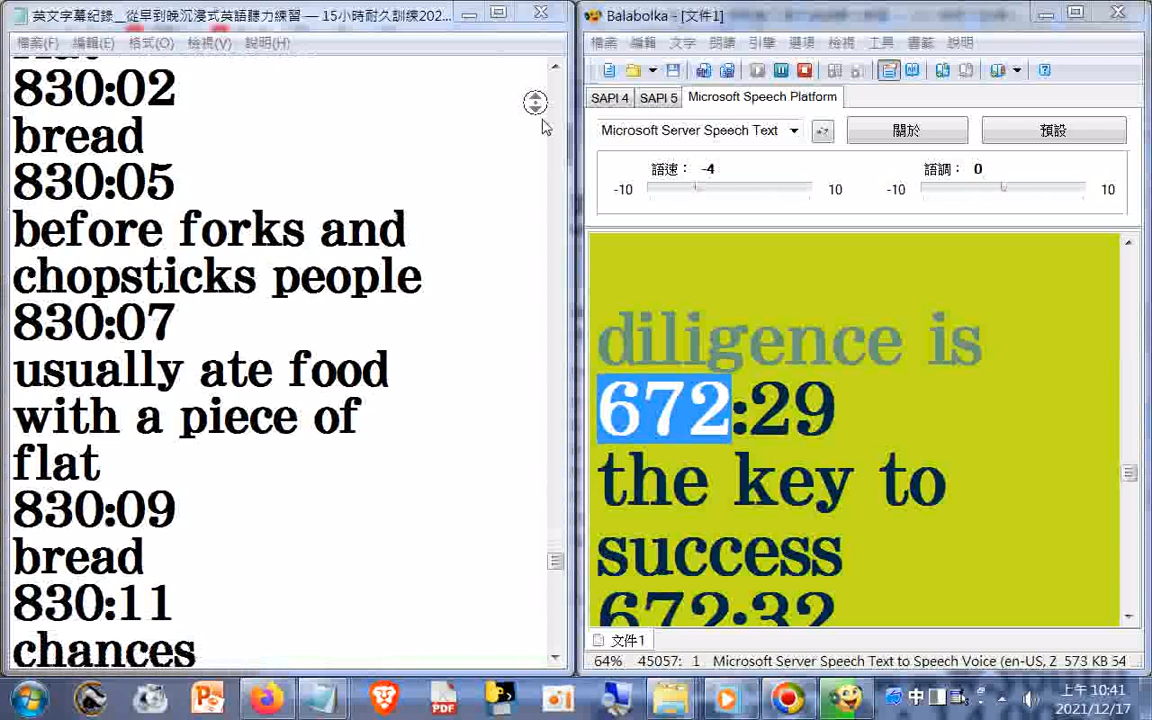 英文字幕紀錄__從早到晚沉浸式英語聽力練習 — 15小時耐久訓練202...
檔案(F) 編輯(E) 格式(O) 檢視(V) 說明(H)
830:02
bread
830:05
before forks and
chopsticks people
830:07
usually ate food
with a piece of
flat
830:09
bread
830:11
chances
Balabolka - [文件1]
檔案 編輯 文字 朗讀 引擎 選項 檢視 工具 書籤 說明
SAPI 4 SAPI 5 Microsoft Speech Platform
Microsoft Server Speech Text 關於 預設
語速： -4 語調： 0
-10 10 -10 10
diligence is
672:29
the key to
success
672:32
文件1
64% 45057: 1 Microsoft Server Speech Text to Speech Voice (en-US, 2 573 KB 54
PDF 中 上午 10:41
2021/12/17